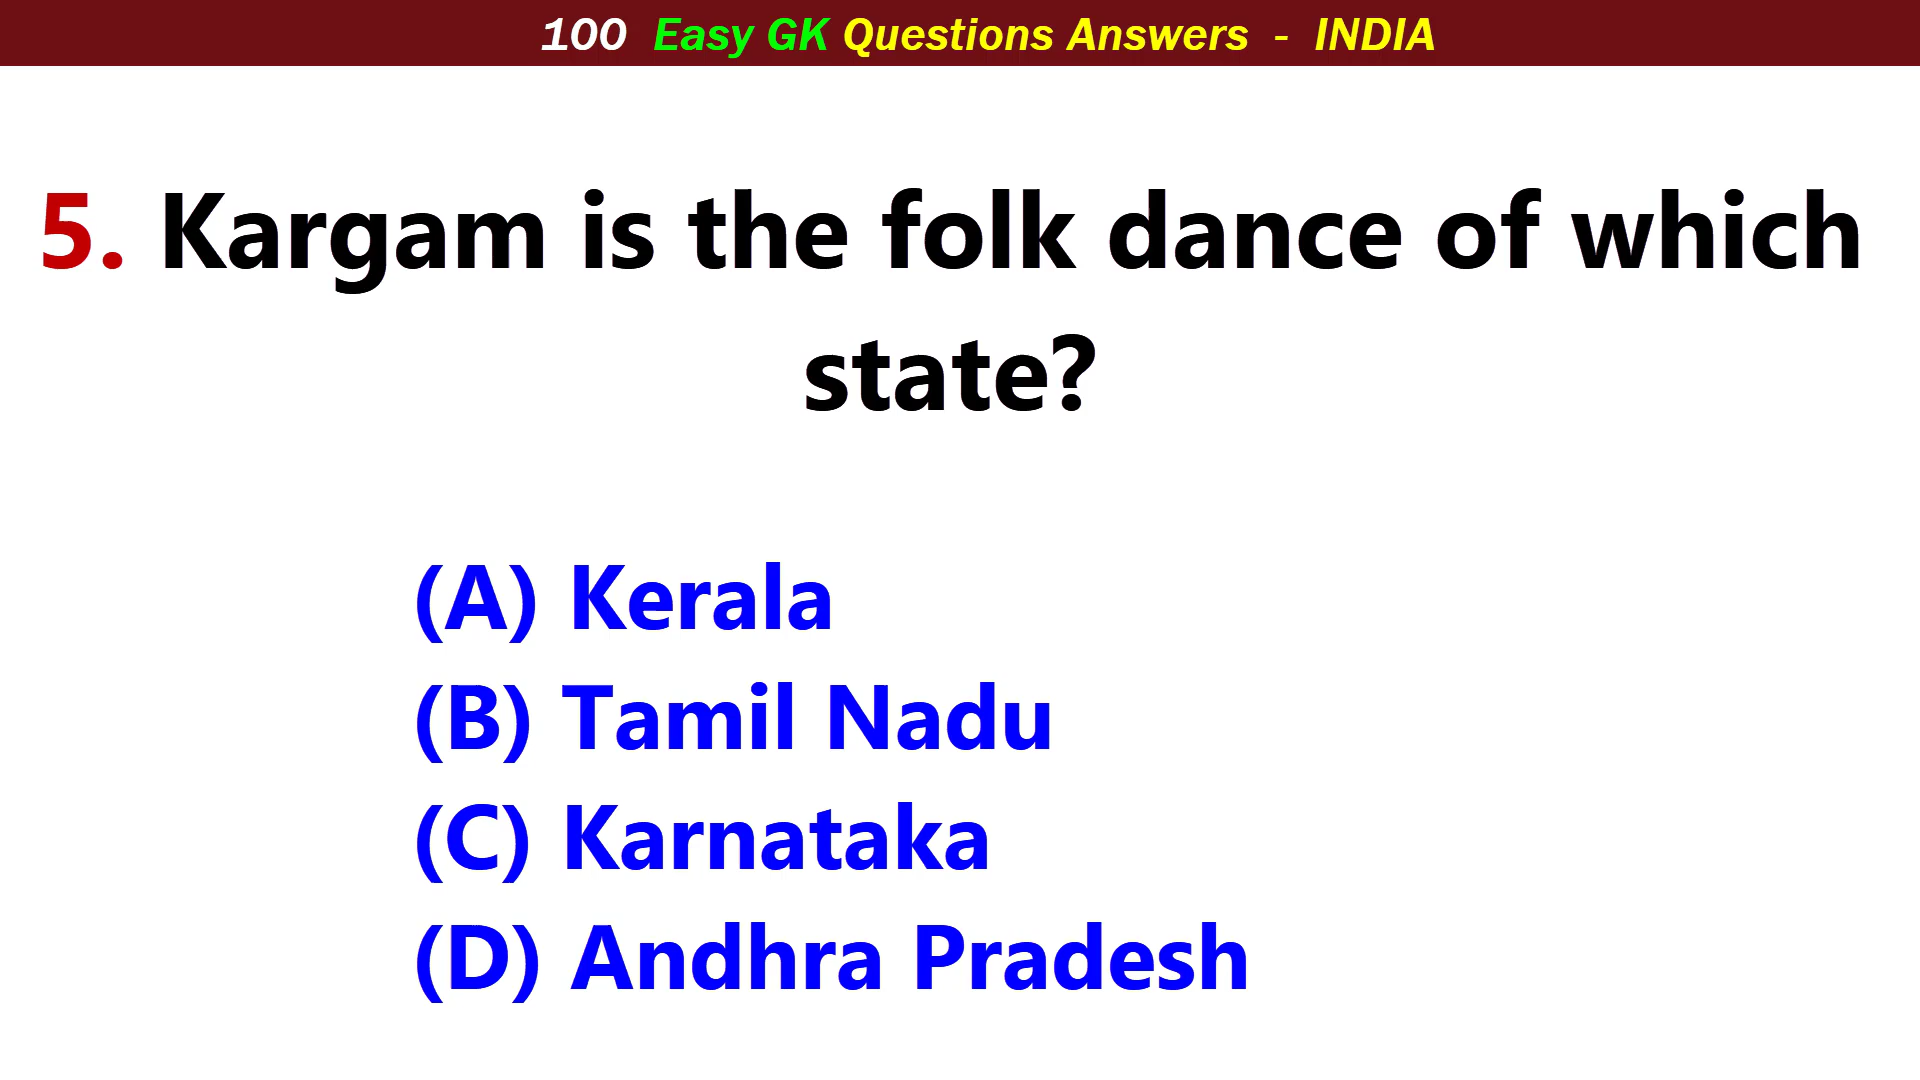 100 Easy GK Questions Answers - INDIA
5. Kargam is the folk dance of which
state?
(A) Kerala
(B) Tamil Nadu
(C) Karnataka
(D) Andhra Pradesh